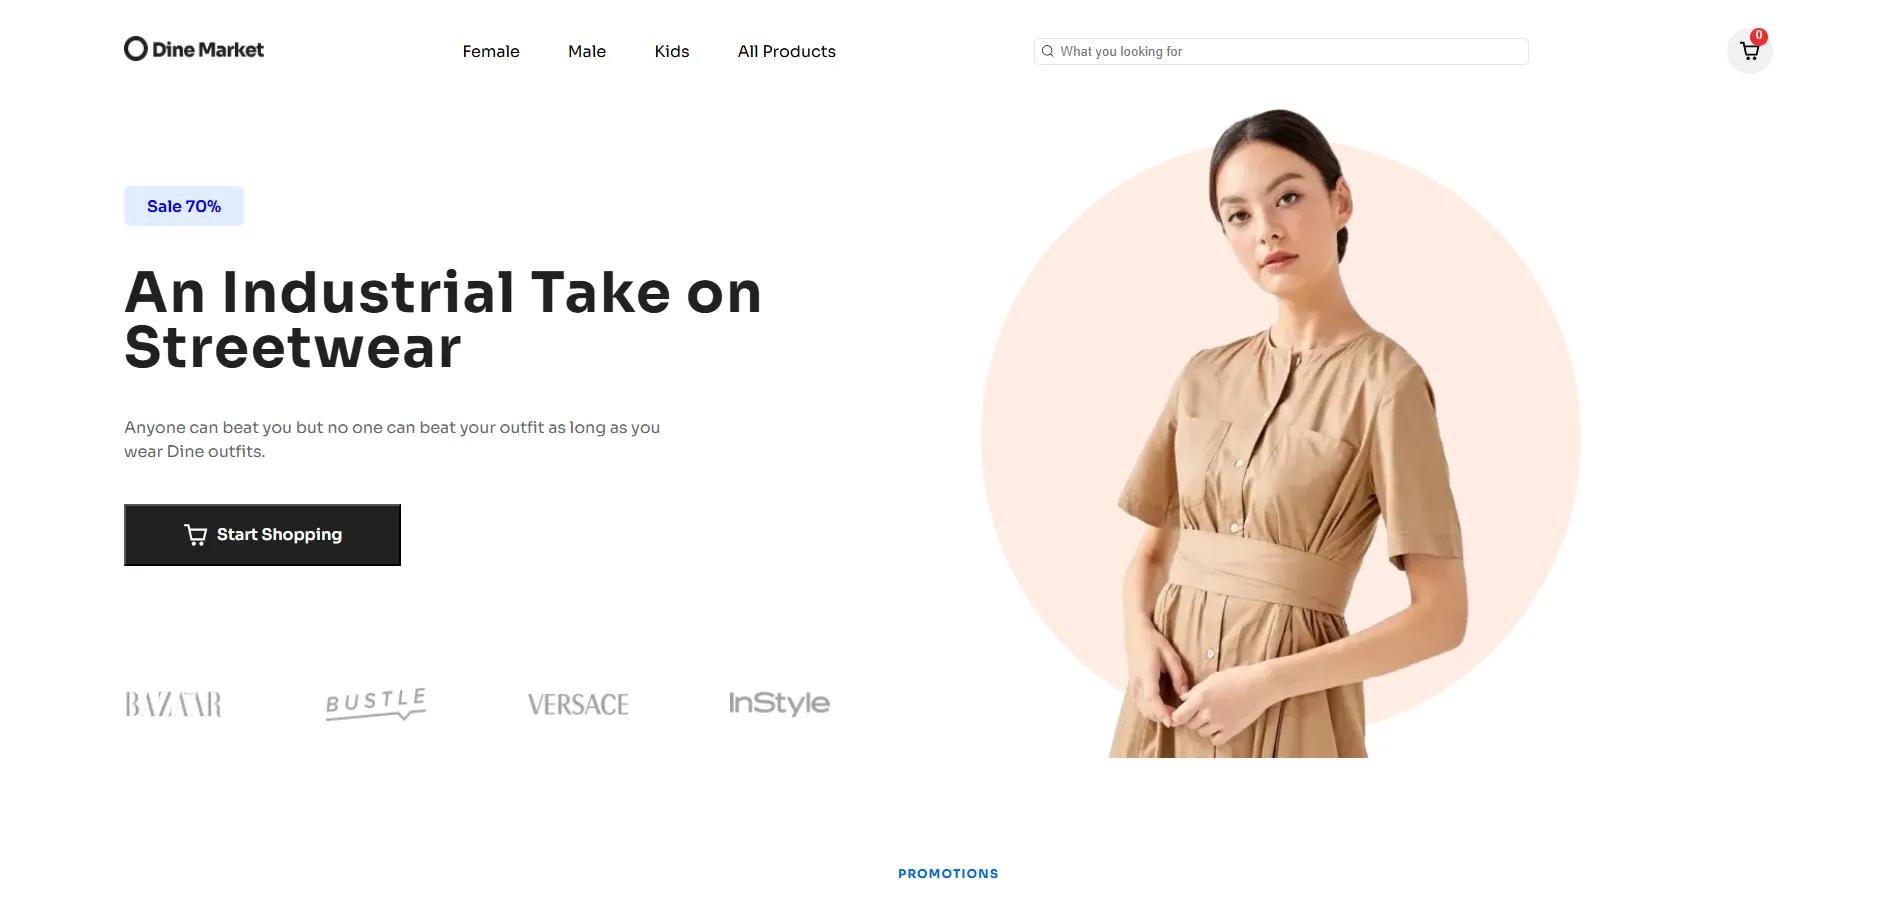 Dine Market
Female
Male
Kids
All Products
What you looking for
0
Sale 70%
An Industrial Take on
Streetwear
Anyone can beat you but no one can beat your outfit as long as you
wear Dine outfits.
Start Shopping
BAZAAR
BUSTLE
VERSACE
InStyle
PROMOTIONS